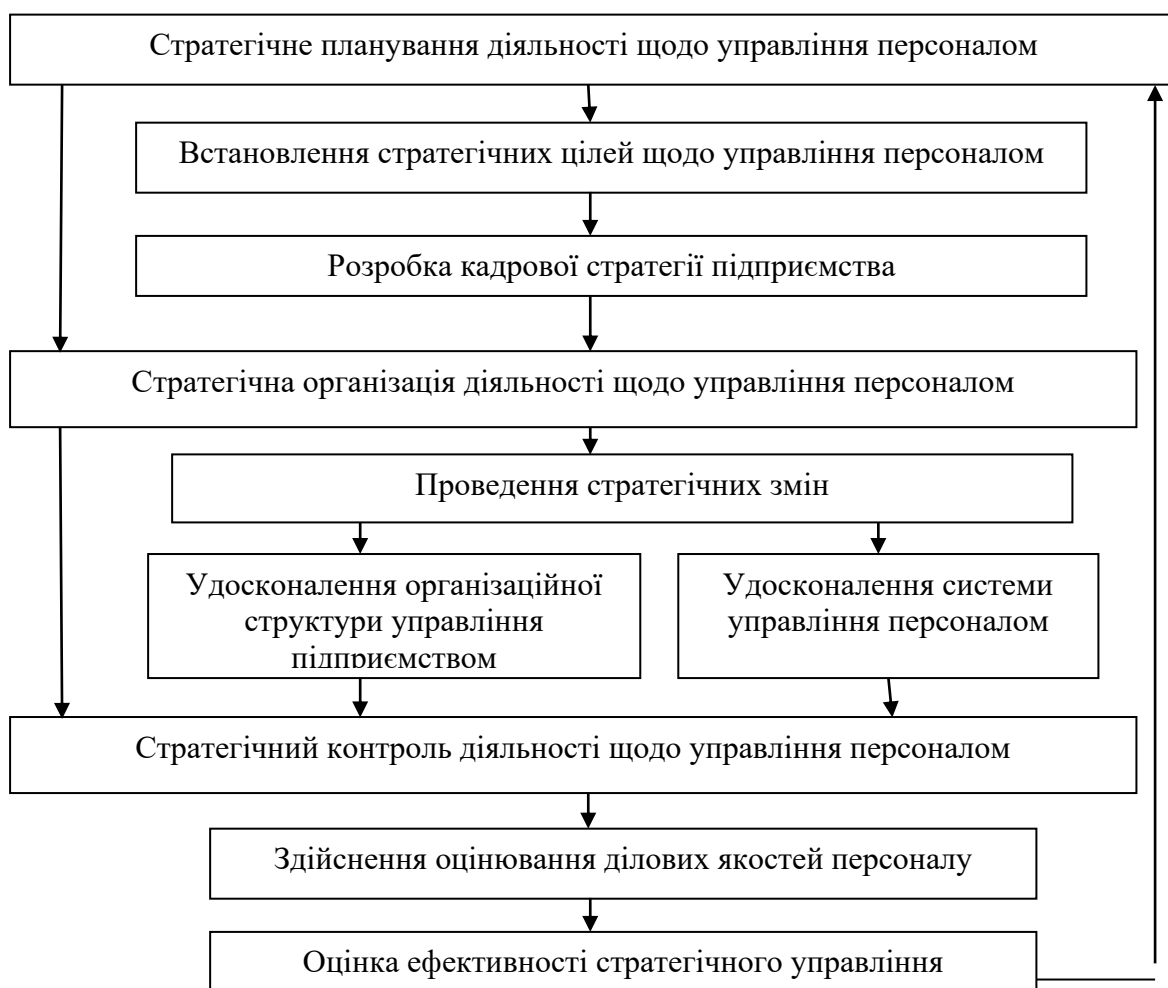 Стратегічне планування діяльності щодо управління персоналом
Встановлення стратегічних цілей щодо управління персоналом
Розробка кадрової стратегії підприємства
Стратегічна організація діяльності щодо управління персоналом
Проведення стратегічних змін
Удосконалення організаційної
структури управління
підприємством
Удосконалення системи
управління персоналом
Стратегічний контроль діяльності щодо управління персоналом
Здійснення оцінювання ділових якостей персоналу
Оцінка ефективності стратегічного управління